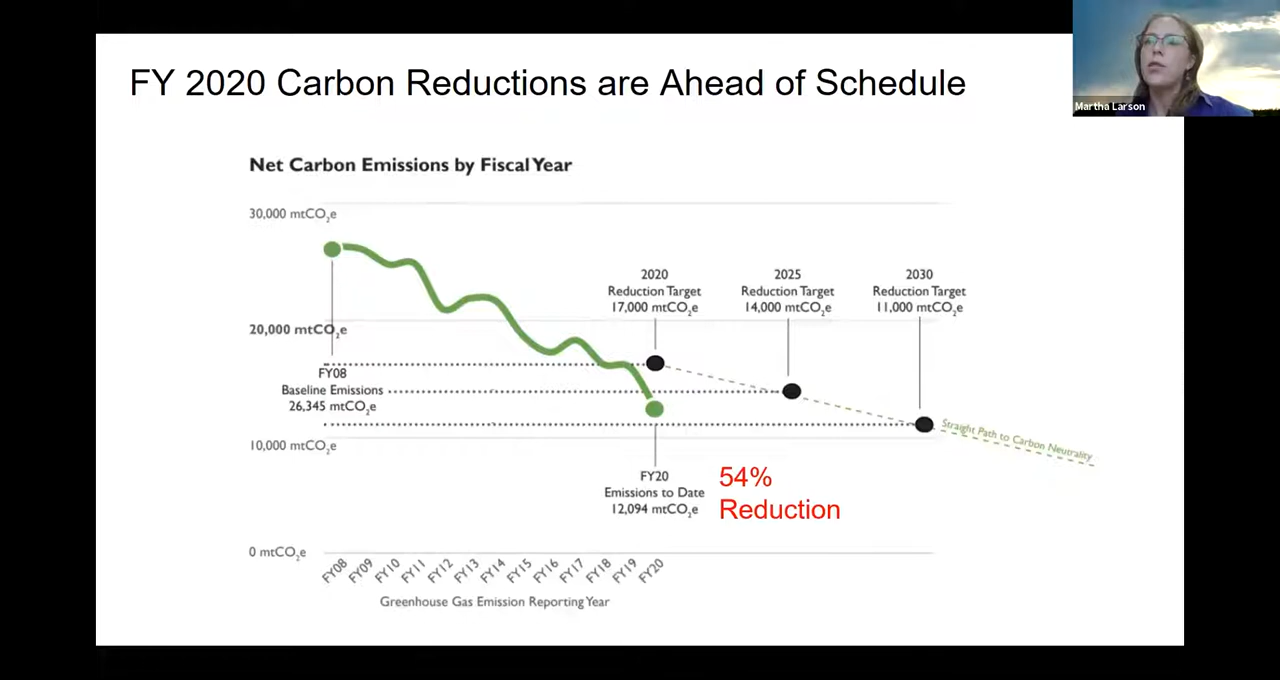 FY 2020 Carbon Reductions are Ahead of Schedule
Martha Larson
Net Carbon Emissions by Fiscal Year
30,000 mtCO₂e
2020
Reduction Target
17,000 mtCO₂e
2025
Reduction Target
14,000 mtCO₂e
2030
Reduction Target
11,000 mtCO₂e
20,000 mtCO₂e
FY08
Baseline Emissions
26,345 mtCO₂e
Straight Path to Carbon Neutrality
10,000 mtCO₂e
FY20
Emissions to Date
12,094 mtCO₂e
54%
Reduction
0 mtCO₂e
FY08
FY09
FY10
FY11
FY12
FY13
FY14
FY15
FY16
FY17
FY18
FY19
FY20
Greenhouse Gas Emission Reporting Year